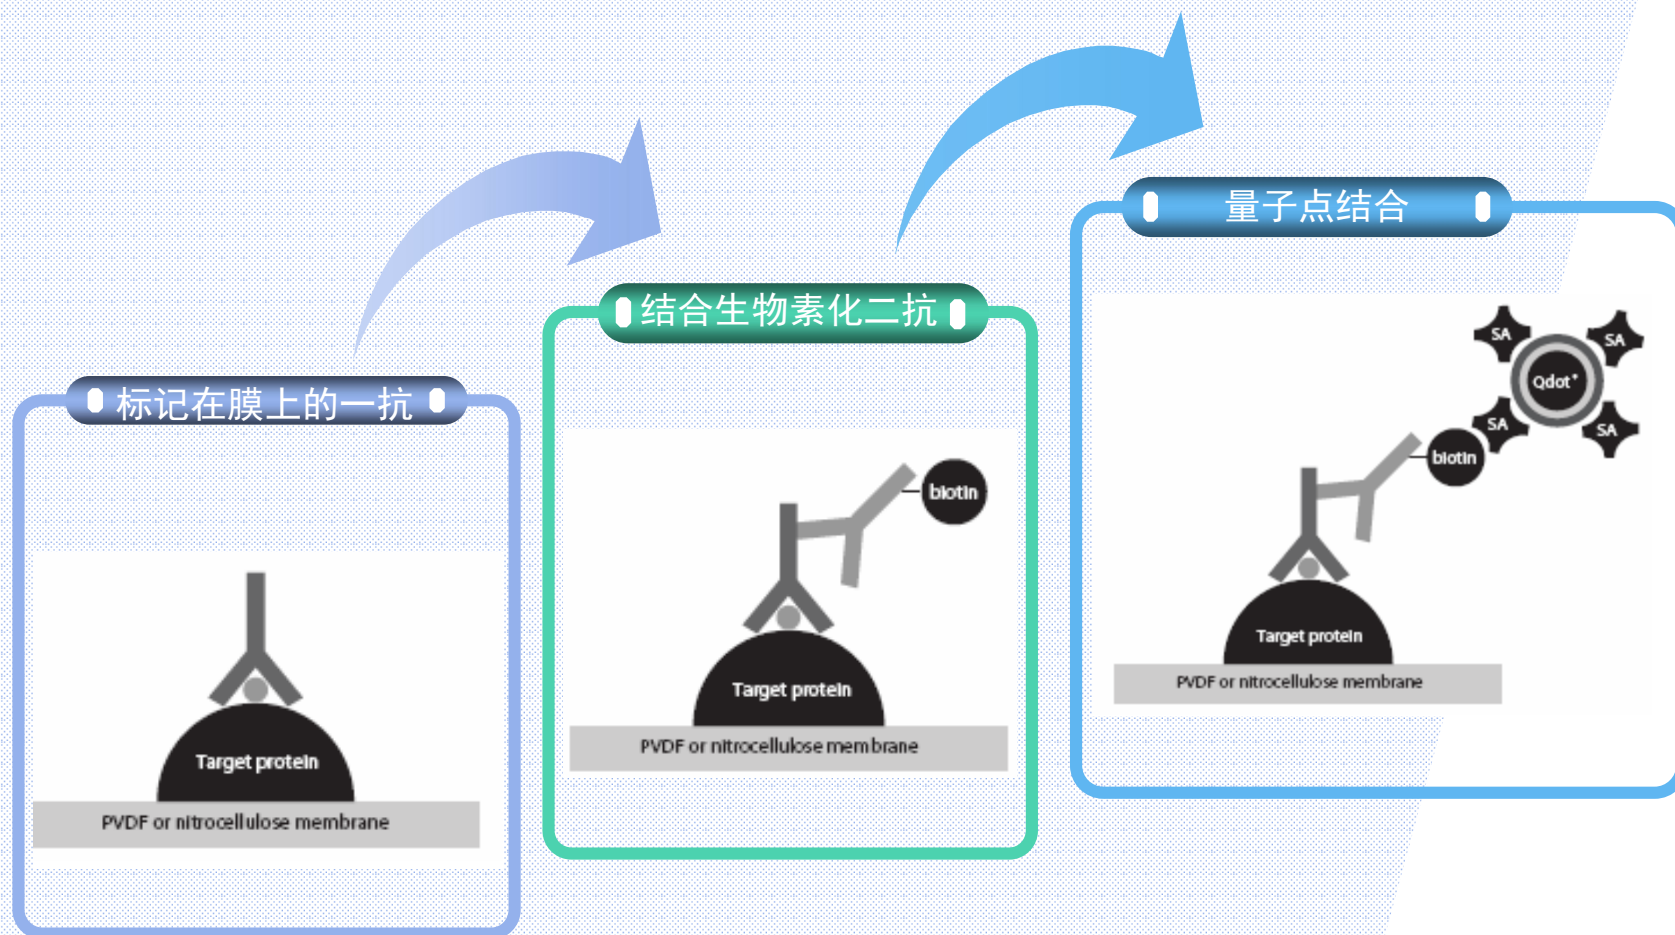 标记在膜上的一抗
Target protein
PVDF or nitrocellulose membrane
结合生物素化二抗
biotin
Target protein
PVDF or nitrocellulose membrane
量子点结合
SA
SA
Qdot*
SA
SA
biotin
Target protein
PVDF or nitrocellulose membrane